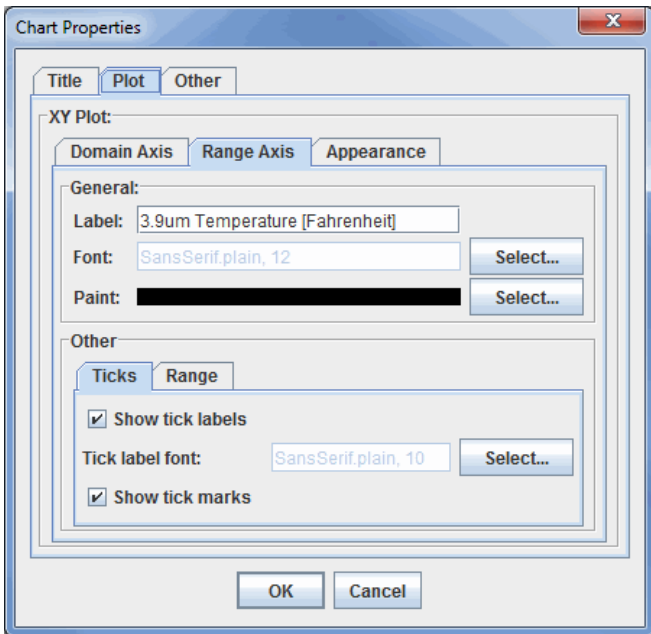 Chart Properties
Title Plot Other
XY Plot:
Domain Axis Range Axis Appearance
General:
Label: 3.9um Temperature [Fahrenheit]
Font: SansSerif.plain, 12 Select...
Paint: Select...
Other
Ticks Range
Show tick labels
Tick label font: SansSerif.plain, 10 Select...
Show tick marks
OK Cancel